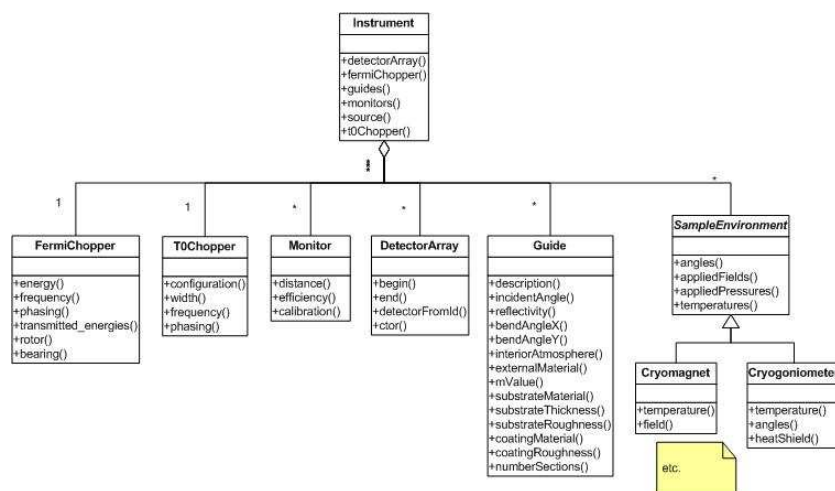 Instrument
+detectorArray()
+fermiChopper()
+guides()
+monitors()
+source()
+t0Chopper()
*
1
1
*
*
*
FermiChopper
+energy()
+frequency()
+phasing()
+transmitted_energies()
+rotor()
+bearing()
T0Chopper
+configuration()
+width()
+frequency()
+phasing()
Monitor
+distance()
+efficiency()
+calibration()
DetectorArray
+begin()
+end()
+detectorFromId()
+ctor()
Guide
+description()
+incidentAngle()
+reflectivity()
+bendAngleX()
+bendAngleY()
+interiorAtmosphere()
+externalMaterial()
+mValue()
+substrateMaterial()
+substrateThickness()
+substrateRoughness()
+coatingMaterial()
+coatingRoughness()
+numberSections()
SampleEnvironment
+angles()
+appliedFields()
+appliedPressures()
+temperatures()
Cryomagnet
+temperature()
+field()
Cryogoniometer
+temperature()
+angles()
+heatShield()
etc.